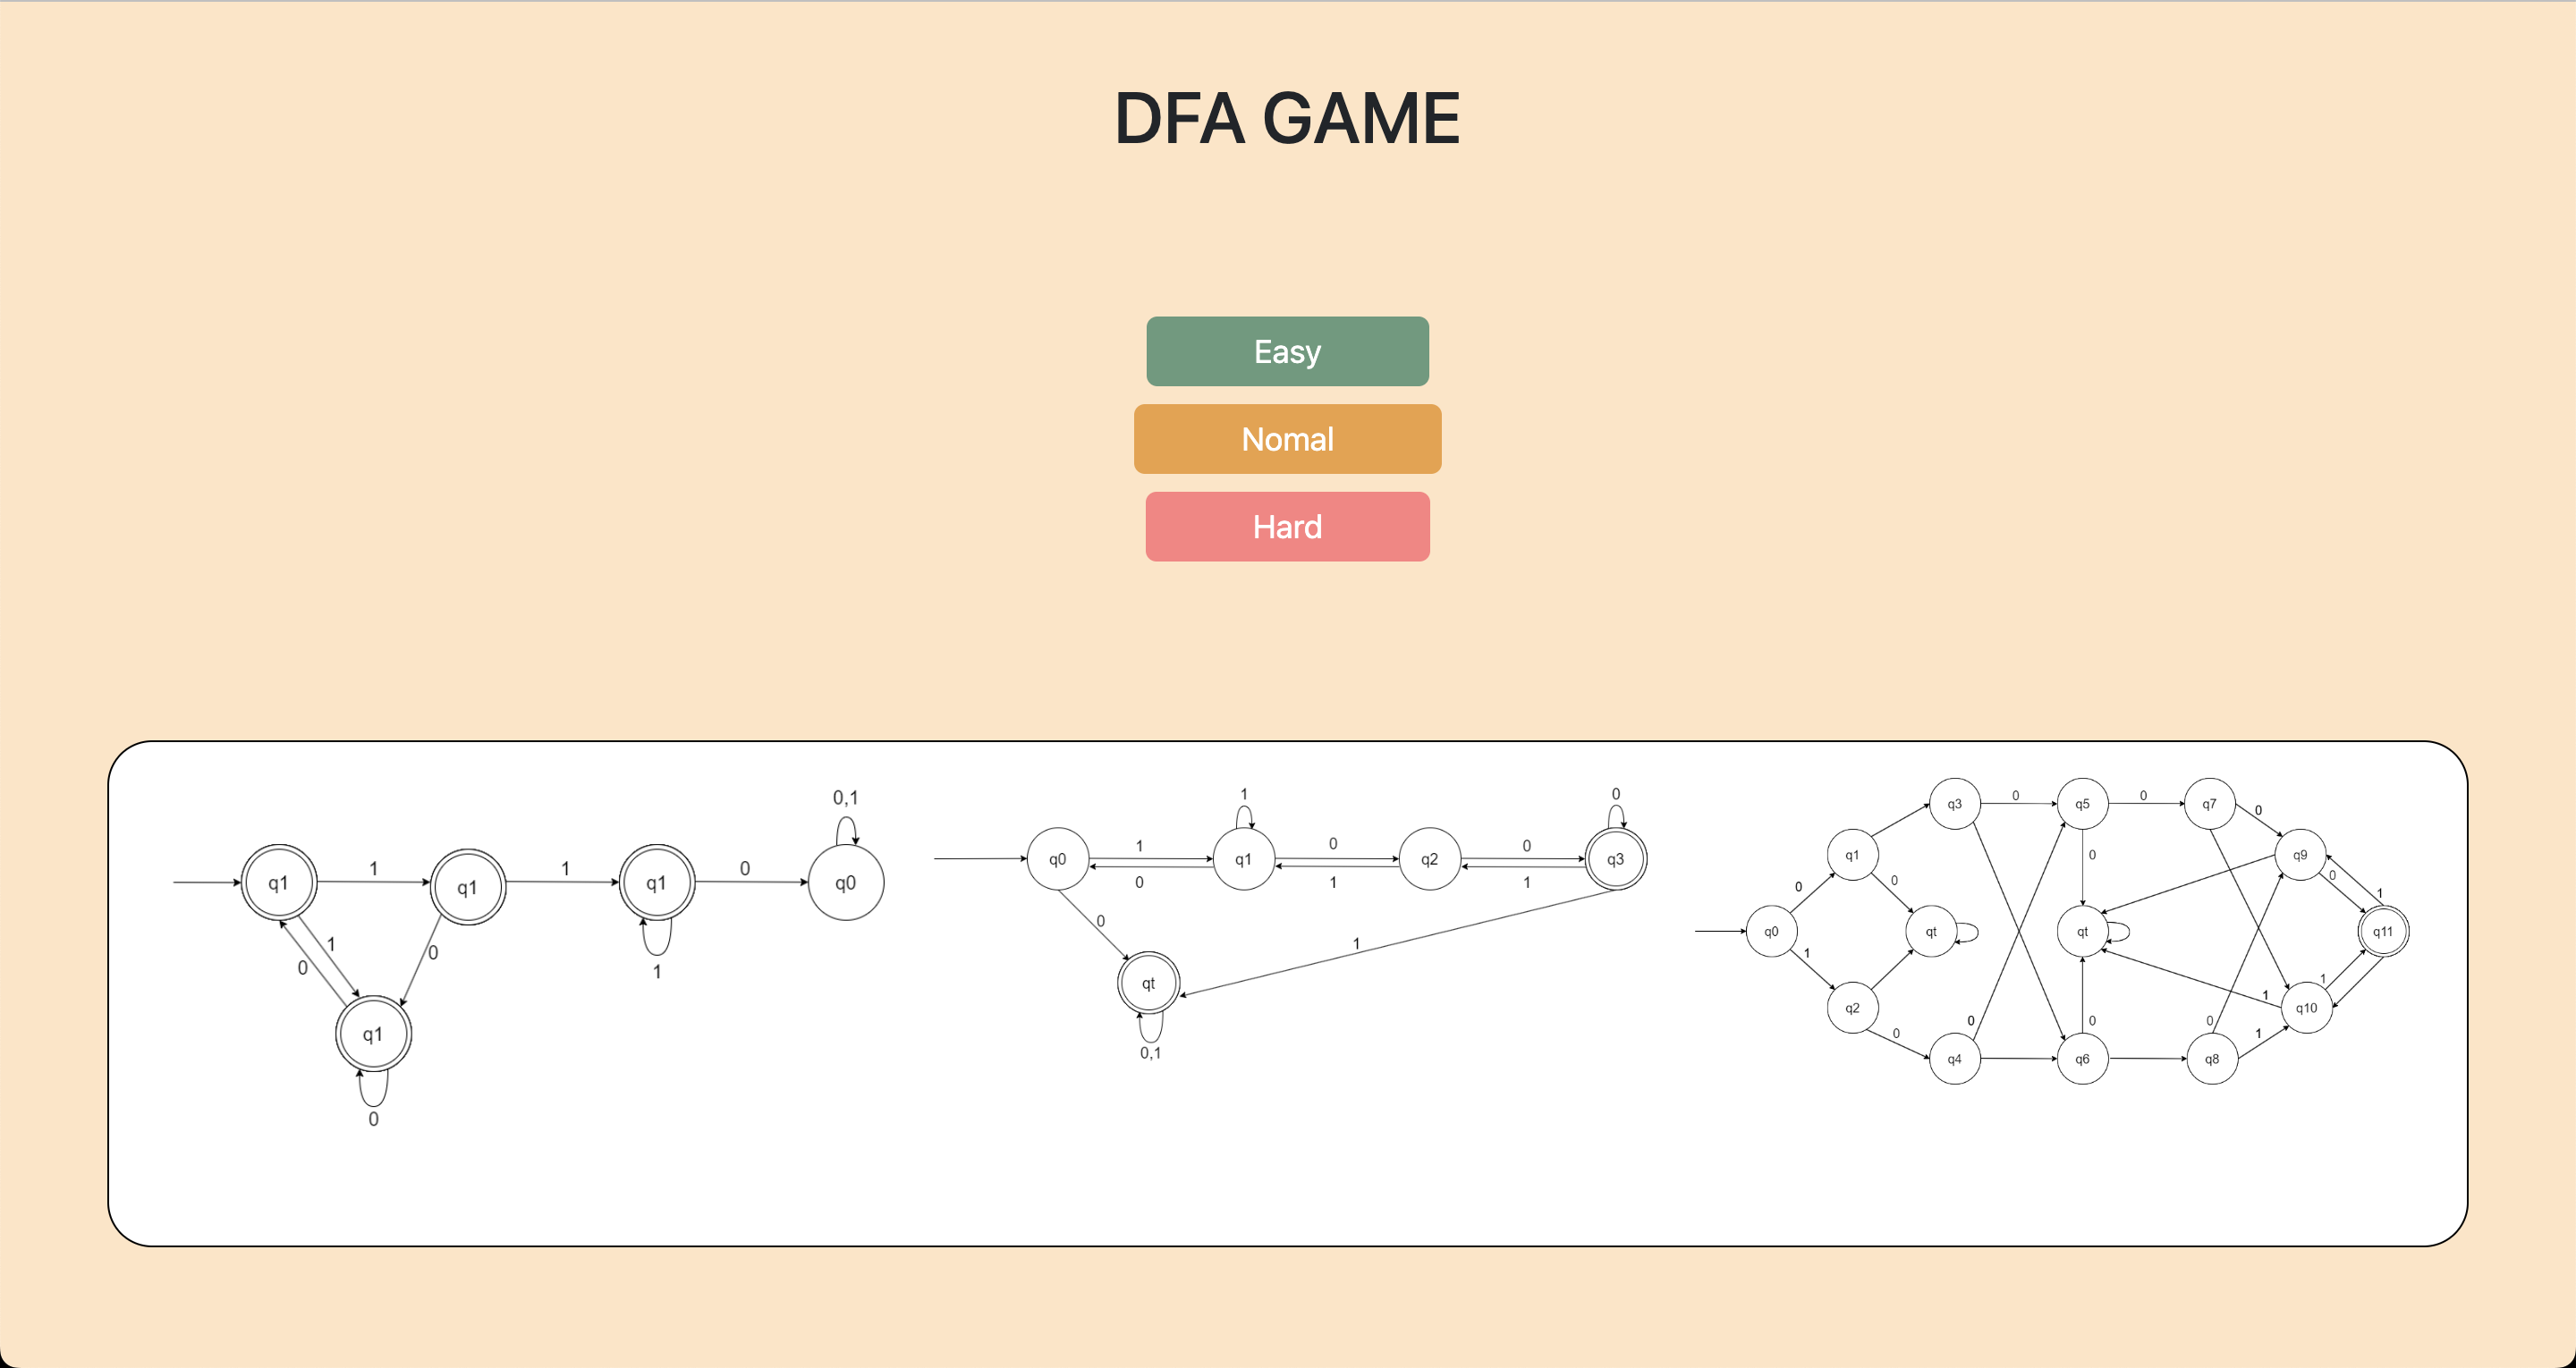 DFA GAME
Easy
Nomal
Hard
0,1
q1 1 q1 1 q1 0 q0
1 0 0
1
q1
0
1 0
q0 1 q1 0 q2 0 q3
0 1 1
0 1
qt
0,1
q3 0 q5 0 q7 0
q1 0 q9
0 0 0 1
q0 qt qt q11
1 1
q2 1 q10
0 0 0 0 1
q4 q6 q8